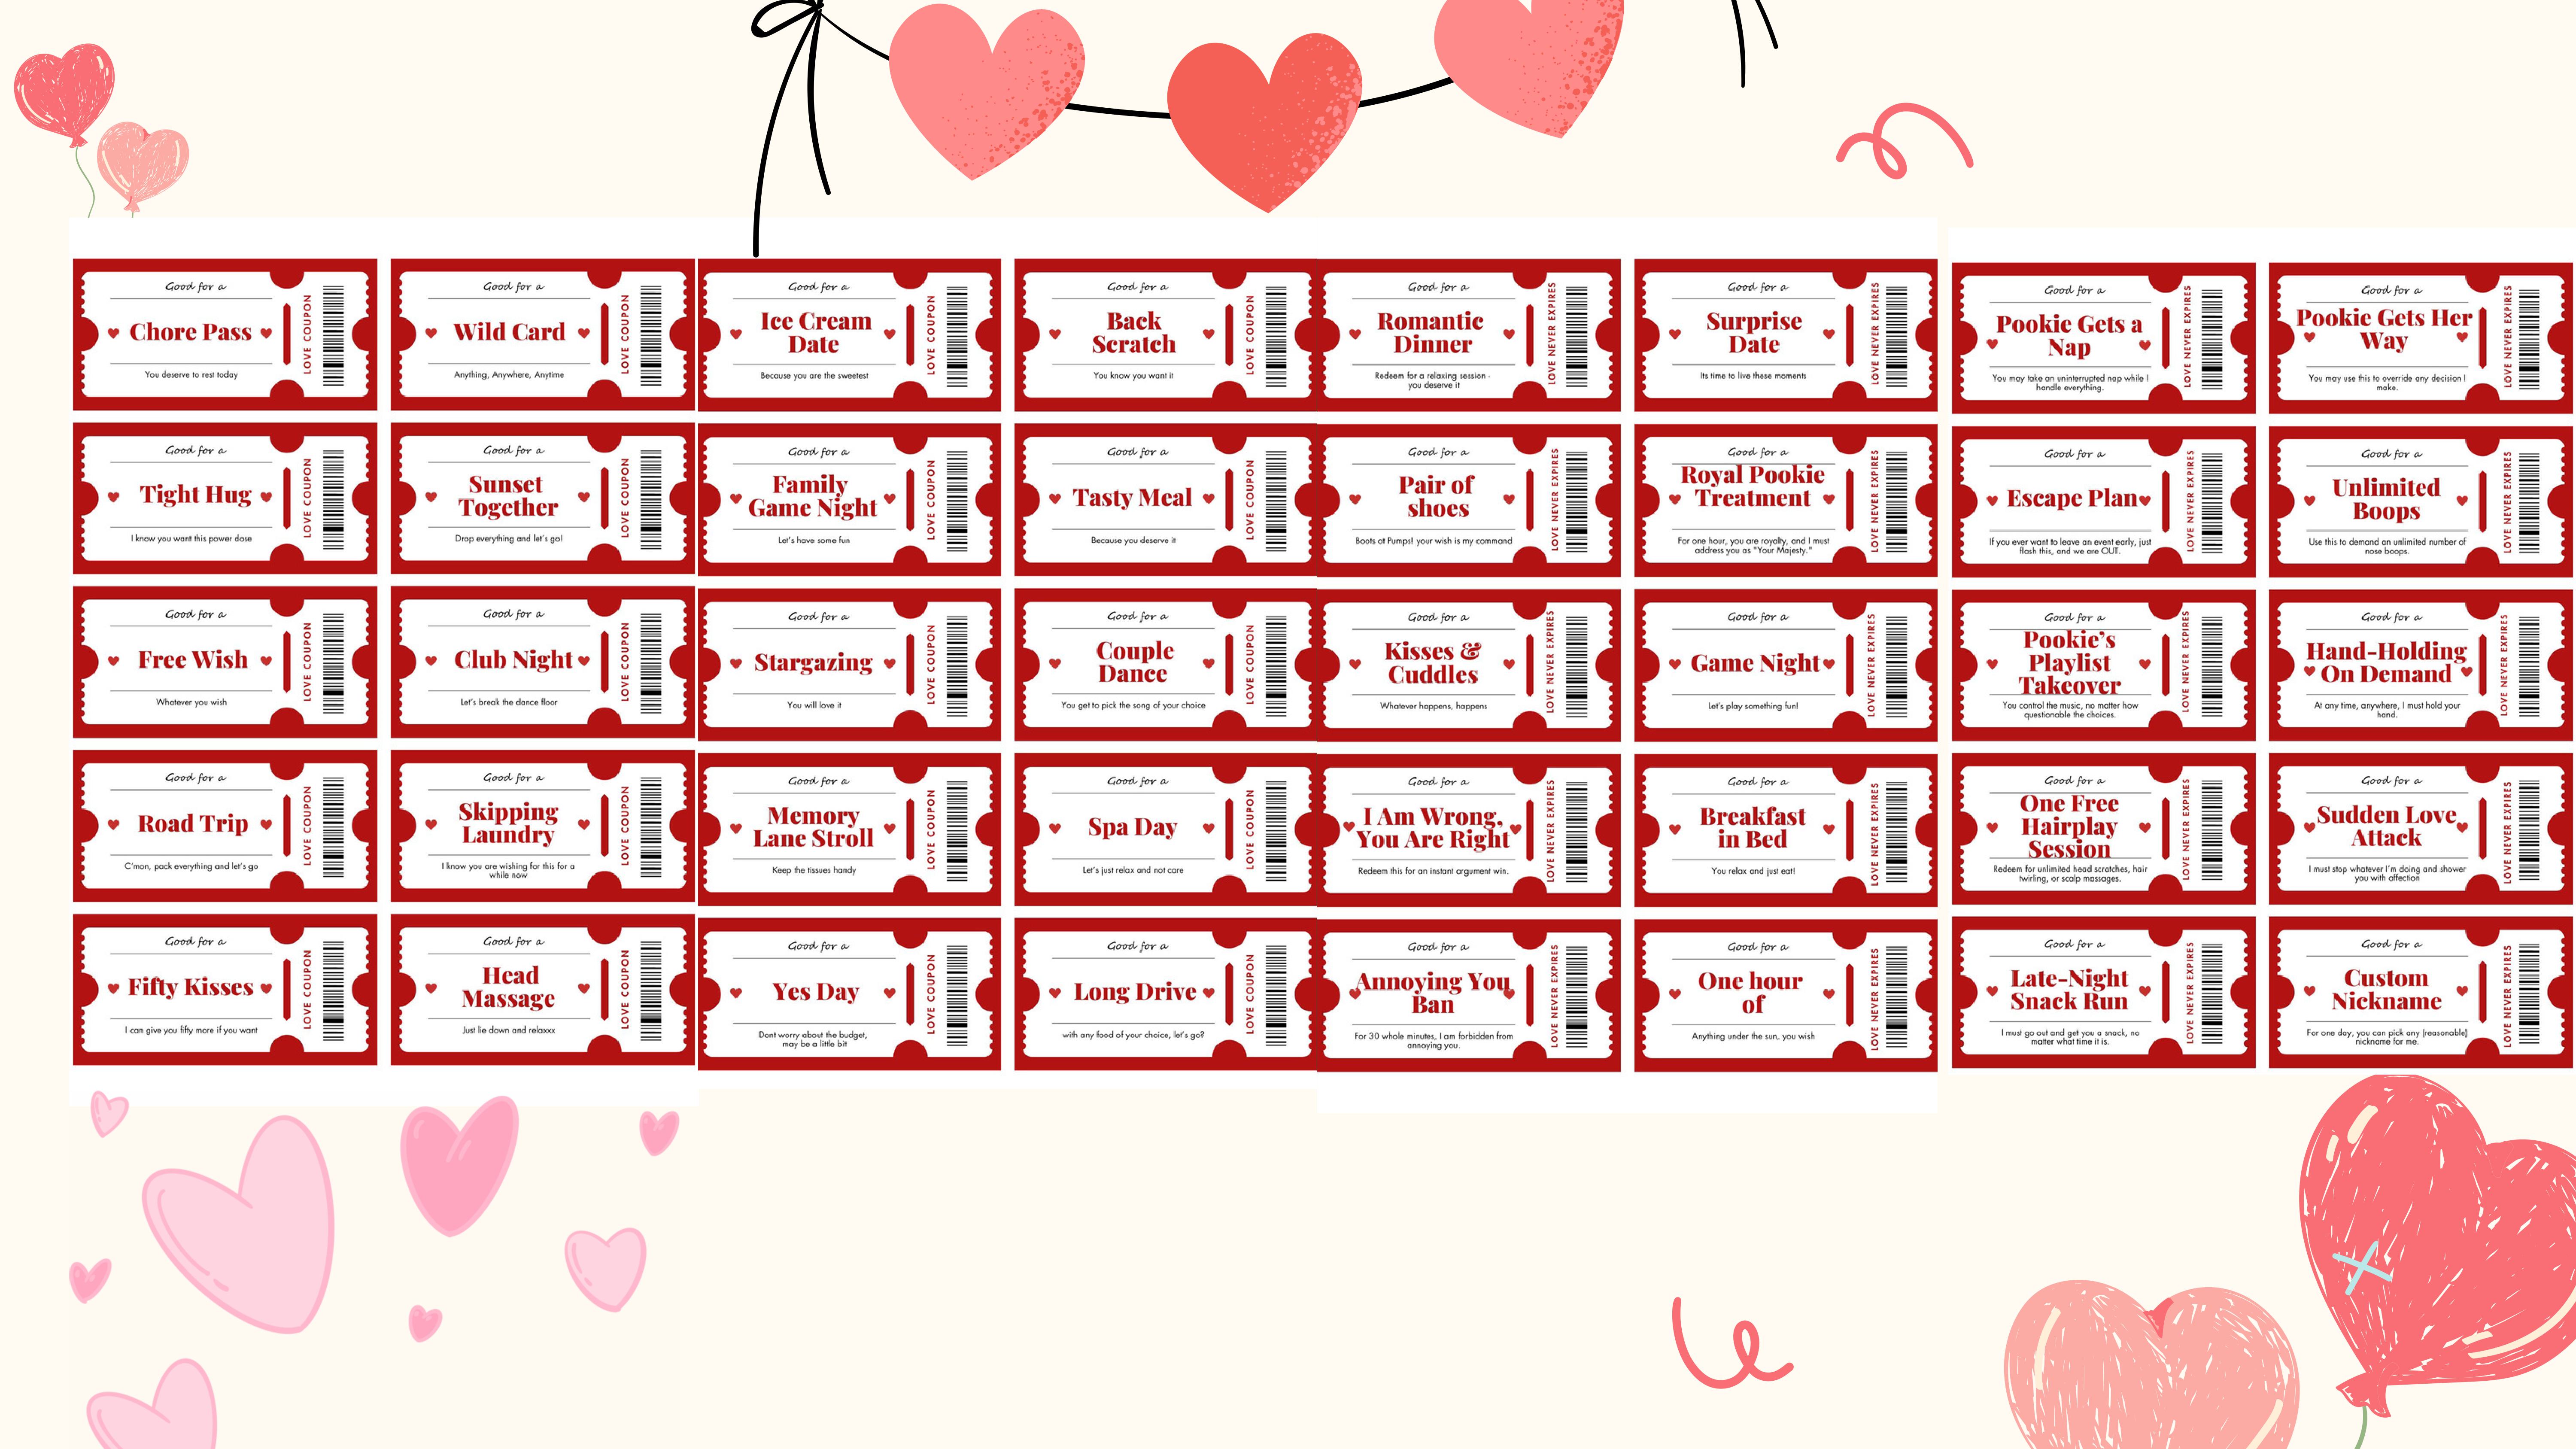 Good for a
Chore Pass
You deserve to rest today
LOVE COUPON
Good for a
Wild Card
Anything, Anywhere, Anytime
LOVE COUPON
Good for a
Ice Cream
Date
Because you are the sweetest
LOVE COUPON
Good for a
Back
Scratch
You know you want it
LOVE COUPON
Good for a
Romantic
Dinner
Redeem for a relaxing session -
you deserve it
LOVE NEVER EXPIRES
Good for a
Surprise
Date
Its time to live these moments
LOVE NEVER EXPIRES
Good for a
Pookie Gets a
Nap
You may take an uninterrupted nap while I
handle everything.
LOVE NEVER EXPIRES
Good for a
Pookie Gets Her
Way
You may use this to override any decision I
make.
LOVE NEVER EXPIRES
Good for a
Tight Hug
I know you want this power dose
LOVE COUPON
Good for a
Sunset
Together
Drop everything and let's go!
LOVE COUPON
Good for a
Family
Game Night
Let's have some fun
LOVE COUPON
Good for a
Tasty Meal
Because you deserve it
LOVE COUPON
Good for a
Pair of
shoes
Boots ot Pumps! your wish is my command
LOVE NEVER EXPIRES
Good for a
Royal Pookie
Treatment
For one hour, you are royalty, and I must
address you as "Your Majesty."
LOVE NEVER EXPIRES
Good for a
Escape Plan
If you ever want to leave an event early, just
flash this, and we are OUT.
LOVE NEVER EXPIRES
Good for a
Unlimited
Boops
Use this to demand an unlimited number of
nose boops.
LOVE NEVER EXPIRES
Good for a
Free Wish
Whatever you wish
LOVE COUPON
Good for a
Club Night
Let's break the dance floor
LOVE COUPON
Good for a
Stargazing
You will love it
LOVE COUPON
Good for a
Couple
Dance
You get to pick the song of your choice
LOVE COUPON
Good for a
Kisses &
Cuddles
Whatever happens, happens
LOVE NEVER EXPIRES
Good for a
Game Night
Let's play something fun!
LOVE NEVER EXPIRES
Good for a
Pookie's
Playlist
Takeover
You control the music, no matter how
questionable the choices.
LOVE NEVER EXPIRES
Good for a
Hand-Holding
On Demand
At any time, anywhere, I must hold your
hand.
LOVE NEVER EXPIRES
Good for a
Road Trip
C'mon, pack everything and let's go
LOVE COUPON
Good for a
Skipping
Laundry
I know you are wishing for this for a
while now
LOVE COUPON
Good for a
Memory
Lane Stroll
Keep the tissues handy
LOVE COUPON
Good for a
Spa Day
Let's just relax and not care
LOVE COUPON
Good for a
I Am Wrong,
You Are Right
Redeem this for an instant argument win.
LOVE NEVER EXPIRES
Good for a
Breakfast
in Bed
You relax and just eat!
LOVE NEVER EXPIRES
Good for a
One Free
Hairplay
Session
Redeem for unlimited head scratches, hair
twirling, or scalp massages.
LOVE NEVER EXPIRES
Good for a
Sudden Love
Attack
I must stop whatever I'm doing and shower
you with affection
LOVE NEVER EXPIRES
Good for a
Fifty Kisses
I can give you fifty more if you want
LOVE COUPON
Good for a
Head
Massage
Just lie down and relaxxx
LOVE COUPON
Good for a
Yes Day
Dont worry about the budget,
may be a little bit
LOVE COUPON
Good for a
Long Drive
with any food of your choice, let's go?
LOVE COUPON
Good for a
Annoying You
Ban
For 30 whole minutes, I am forbidden from
annoying you.
LOVE NEVER EXPIRES
Good for a
One hour
of
Anything under the sun, you wish
LOVE NEVER EXPIRES
Good for a
Late-Night
Snack Run
I must go out and get you a snack, no
matter what time it is.
LOVE NEVER EXPIRES
Good for a
Custom
Nickname
For one day, you can pick any (reasonable)
nickname for me.
LOVE NEVER EXPIRES